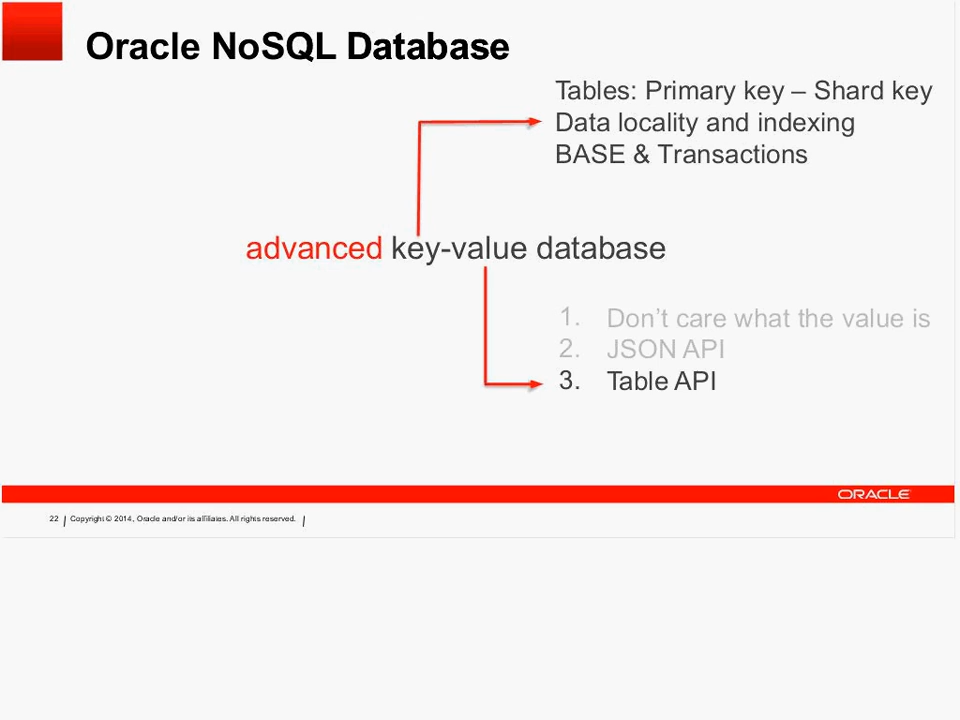 Oracle NoSQL Database
Tables: Primary key – Shard key
Data locality and indexing
BASE & Transactions
advanced key-value database
1. Don't care what the value is
2. JSON API
3. Table API
ORACLE
22 | Copyright © 2014, Oracle and/or its affiliates. All rights reserved. |